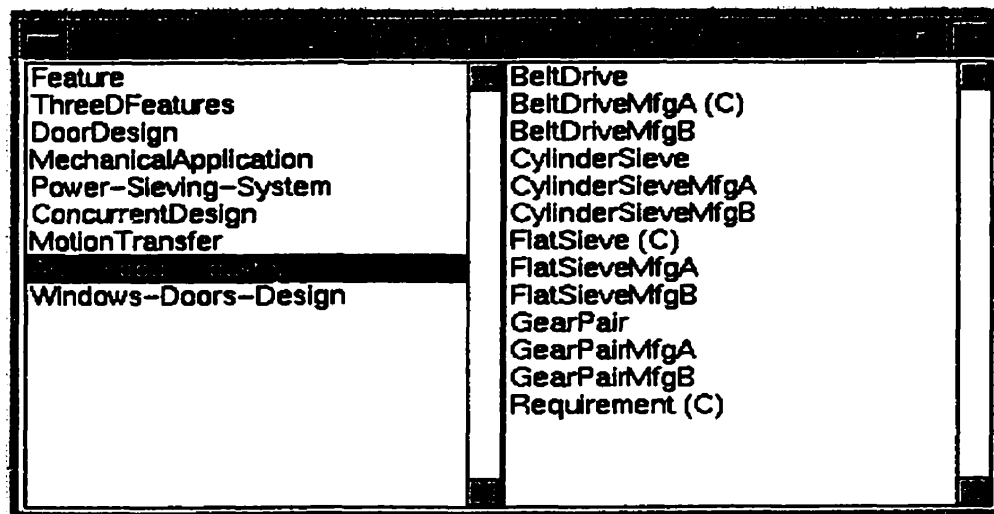 Feature
ThreeDFeatures
DoorDesign
MechanicalApplication
Power-Sieving-System
ConcurrentDesign
MotionTransfer
Windows-Doors-Design
BeltDrive
BeltDriveMfgA (C)
BeltDriveMfgB
CylinderSieve
CylinderSieveMfgA
CylinderSieveMfgB
FlatSieve (C)
FlatSieveMfgA
FlatSieveMfgB
GearPair
GearPairMfgA
GearPairMfgB
Requirement (C)